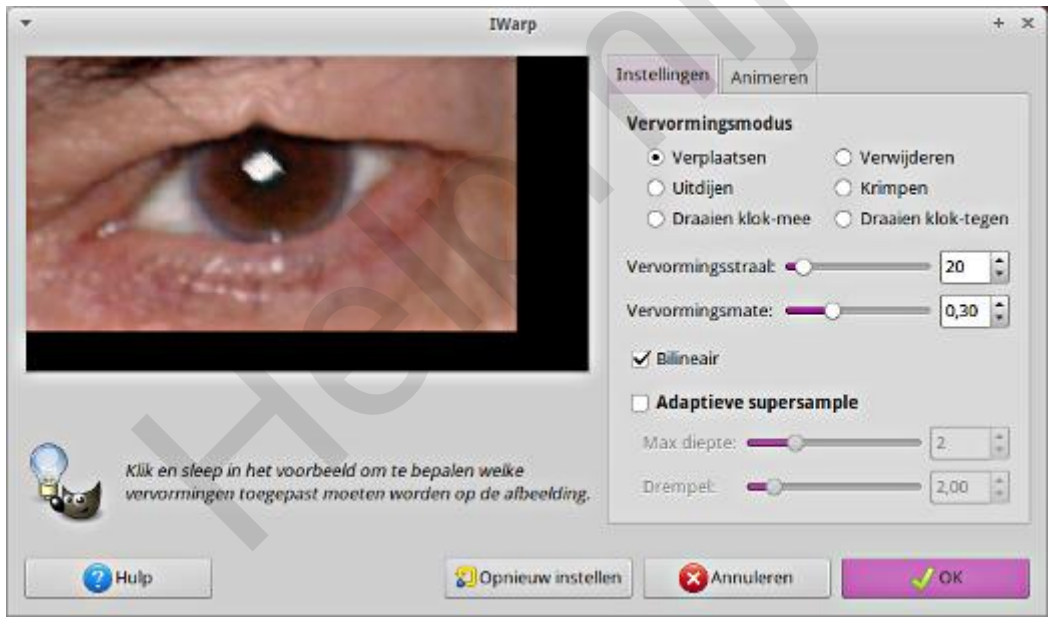 IWarp
Instellingen Animeren
Vervormingsmodus
Verplaatsen Verwijderen
Uitdijen Krimpen
Draaien klok-mee Draaien klok-tegen
Vervormingsstraal: 20
Vervormingsmate: 0,30
Bilineair
Adaptieve supersample
Max diepte: 2
Drempel: 2,00
Klik en sleep in het voorbeeld om te bepalen welke
vervormingen toegepast moeten worden op de afbeelding.
Hulp Opnieuw instellen Annuleren OK